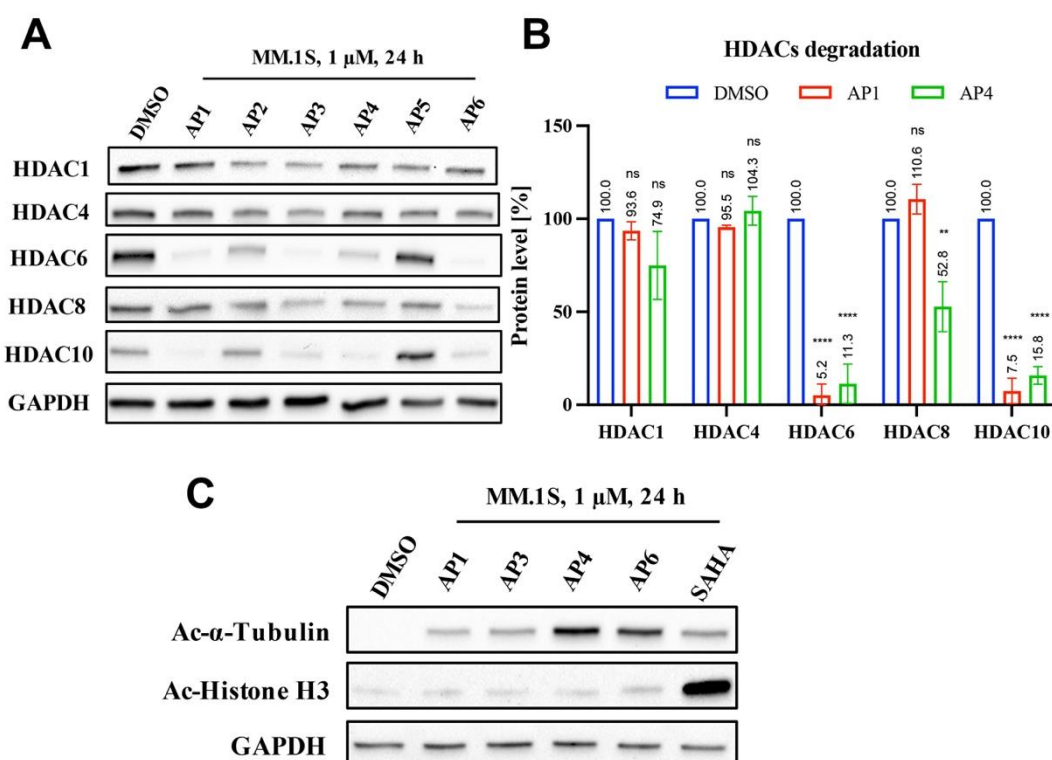 A
MM.1S, 1 µM, 24 h
DMSO AP1 AP2 AP3 AP4 AP5 AP6
HDAC1
HDAC4
HDAC6
HDAC8
HDAC10
GAPDH
B
HDACs degradation
DMSO AP1 AP4
Protein level [%]
150
100
50
0
100.0 93.6 ns 74.9 ns
100.0 95.5 ns 104.3 ns
100.0 5.2 **** 11.3 ****
100.0 110.6 ns 52.8 **
100.0 7.5 **** 15.8 ****
HDAC1 HDAC4 HDAC6 HDAC8 HDAC10
C
MM.1S, 1 µM, 24 h
DMSO AP1 AP3 AP4 AP6 SAHA
Ac-α-Tubulin
Ac-Histone H3
GAPDH